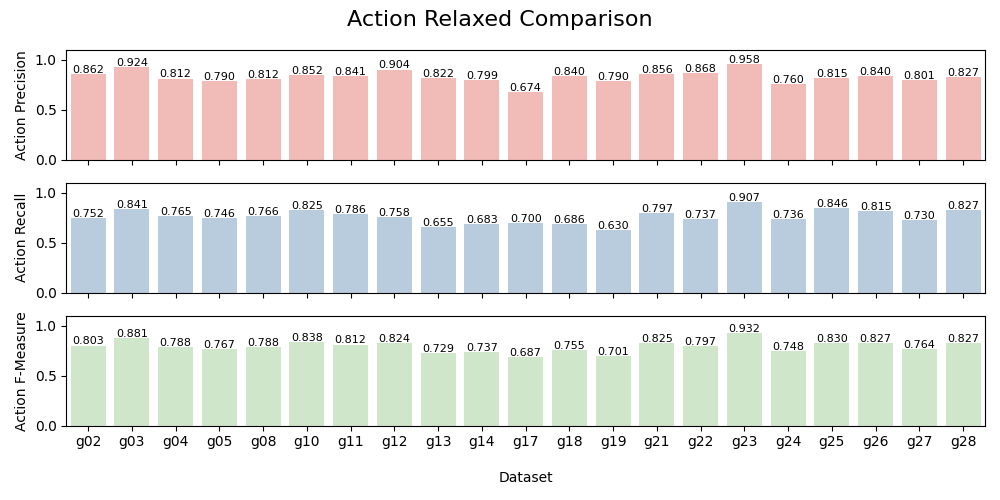 Action Relaxed Comparison
Action Precision
1.0
0.5
0.0
0.862 0.924 0.812 0.790 0.812 0.852 0.841 0.904 0.822 0.799 0.674 0.840 0.790 0.856 0.868 0.958 0.760 0.815 0.840 0.801 0.827
Action Recall
1.0
0.5
0.0
0.752 0.841 0.765 0.746 0.766 0.825 0.786 0.758 0.655 0.683 0.700 0.686 0.630 0.797 0.737 0.907 0.736 0.846 0.815 0.730 0.827
Action F-Measure
1.0
0.5
0.0
0.803 0.881 0.788 0.767 0.788 0.838 0.812 0.824 0.729 0.737 0.687 0.755 0.701 0.825 0.797 0.932 0.748 0.830 0.827 0.764 0.827
g02 g03 g04 g05 g08 g10 g11 g12 g13 g14 g17 g18 g19 g21 g22 g23 g24 g25 g26 g27 g28
Dataset